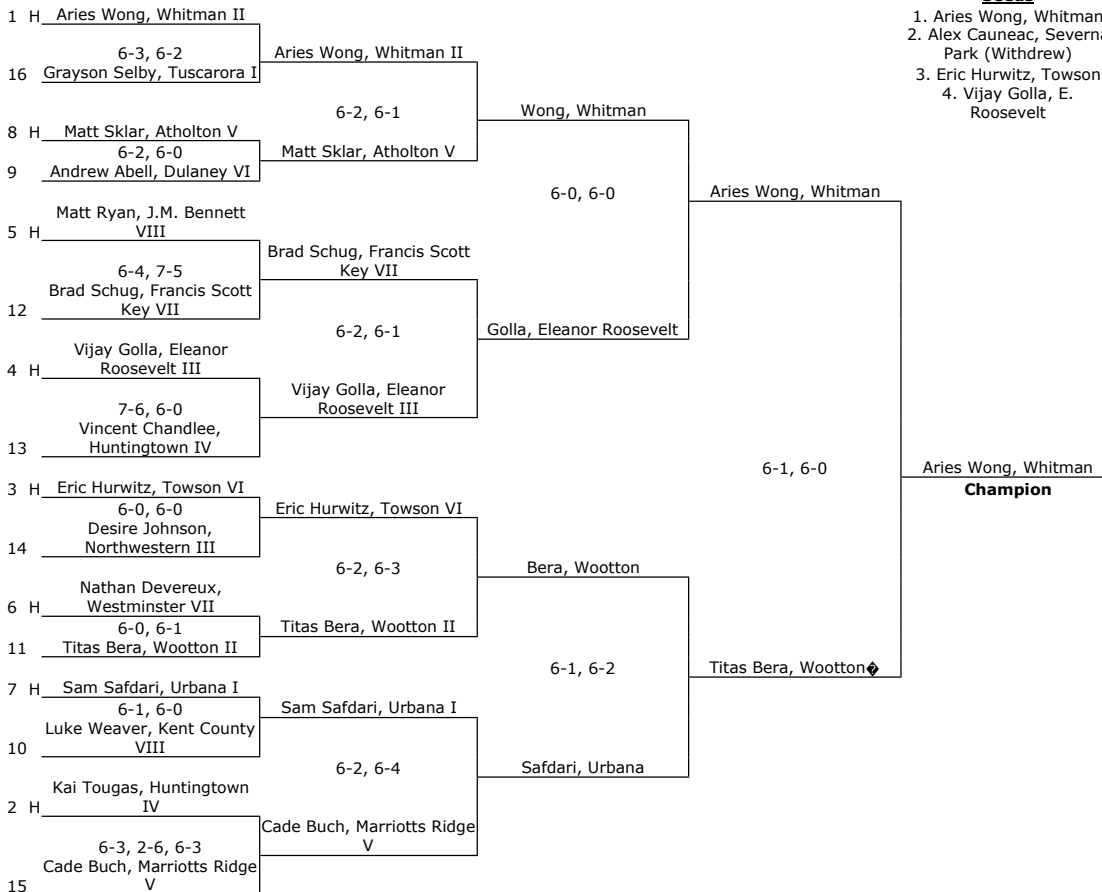 Seeds
1. Aries Wong, Whitman
2. Alex Cauneac, Severna
Park (Withdrew)
3. Eric Hurwitz, Towson
4. Vijay Golla, E.
Roosevelt
1 H Aries Wong, Whitman II
6-3, 6-2
16 Grayson Selby, Tuscarora I
8 H Matt Sklar, Atholton V
6-2, 6-0
9 Andrew Abell, Dulaney VI
Matt Ryan, J.M. Bennett
5 H VIII
6-4, 7-5
Brad Schug, Francis Scott
12 Key VII
Vijay Golla, Eleanor
4 H Roosevelt III
7-6, 6-0
Vincent Chandlee,
13 Huntingtown IV
3 H Eric Hurwitz, Towson VI
6-0, 6-0
Desire Johnson,
14 Northwestern III
Nathan Devereux,
6 H Westminster VII
6-0, 6-1
11 Titas Bera, Wootton II
7 H Sam Safdari, Urbana I
6-1, 6-0
Luke Weaver, Kent County
10 VIII
Kai Tougas, Huntingtown
2 H IV
6-3, 2-6, 6-3
Cade Buch, Marriotts Ridge
15 V
Aries Wong, Whitman II
6-2, 6-1
Matt Sklar, Atholton V
Brad Schug, Francis Scott
Key VII
6-2, 6-1
Vijay Golla, Eleanor
Roosevelt III
Eric Hurwitz, Towson VI
6-2, 6-3
Titas Bera, Wootton II
Sam Safdari, Urbana I
6-2, 6-4
Cade Buch, Marriotts Ridge
V
Wong, Whitman
6-0, 6-0
Golla, Eleanor Roosevelt
Bera, Wootton
6-1, 6-2
Safdari, Urbana
Aries Wong, Whitman
6-1, 6-0
Titas Bera, Wootton�
Aries Wong, Whitman
Champion